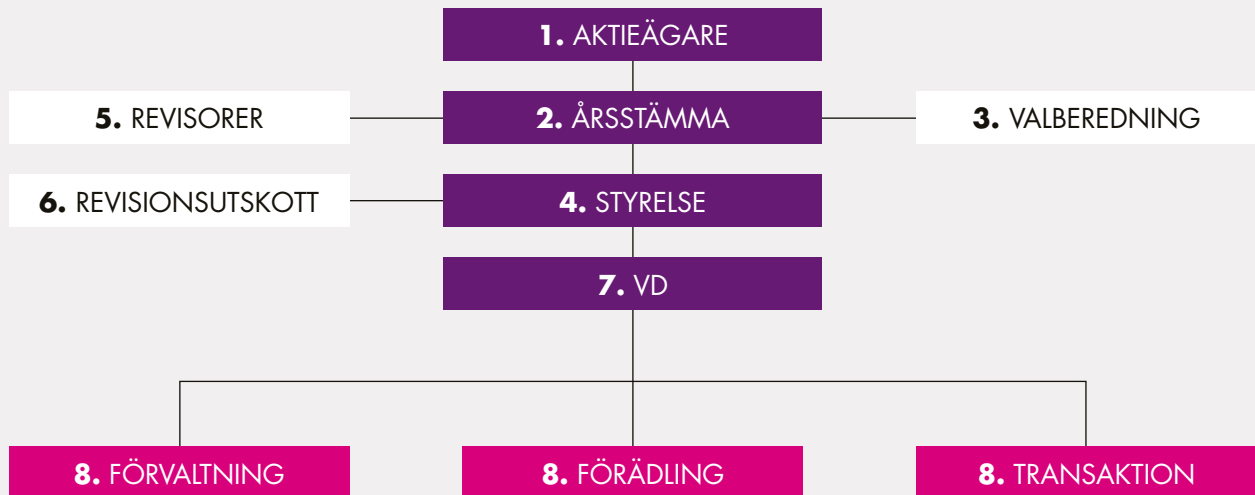 1. AKTIEÄGARE
5. REVISORER
2. ÅRSSTÄMMA
3. VALBEREDNING
6. REVISIONSUTSKOTT
4. STYRELSE
7. VD
8. FÖRVALTNING
8. FÖRÄDLING
8. TRANSAKTION